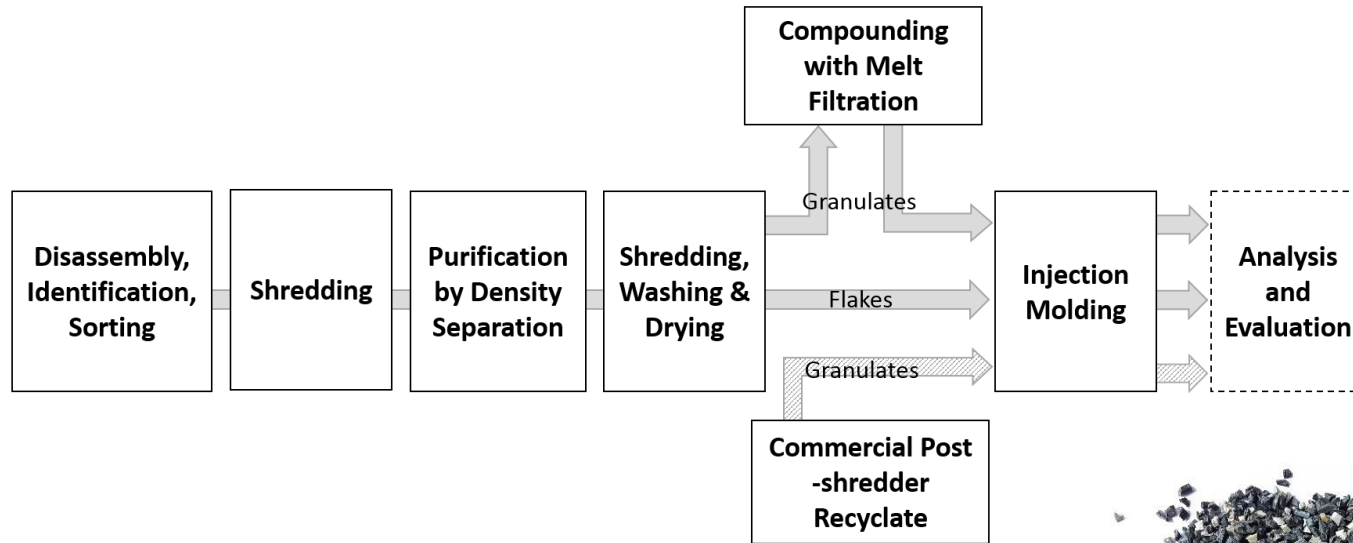 Compounding
with Melt
Filtration
Disassembly,
Identification,
Sorting
Shredding
Purification
by Density
Separation
Shredding,
Washing &
Drying
Granulates
Flakes
Granulates
Injection
Molding
Analysis
and
Evaluation
Commercial Post
-shredder
Recyclate